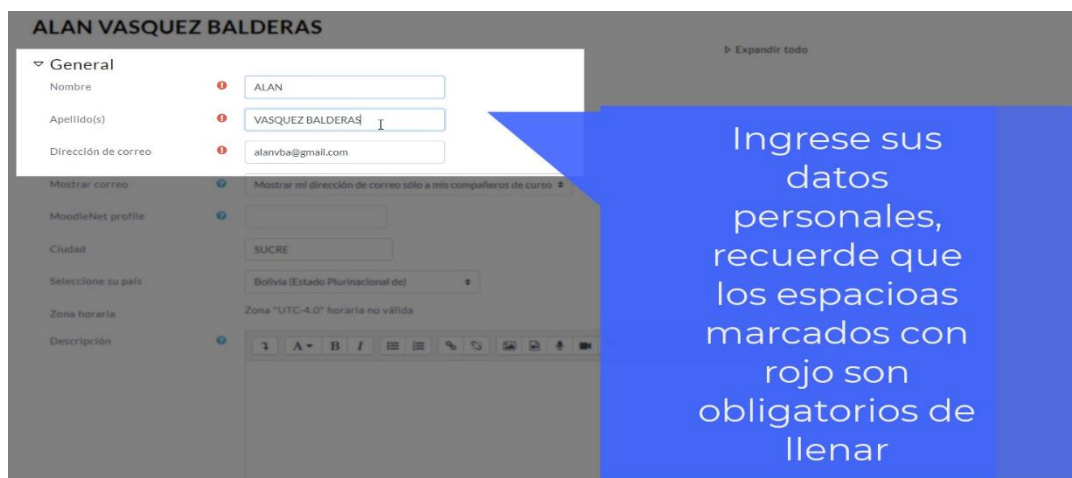 ALAN VASQUEZ BALDERAS
Expandir todo
General
Nombre
ALAN
Apellido(s)
VASQUEZ BALDERAS
Dirección de correo
alanvba@gmail.com
Mostrar correo
Mostrar mi dirección de correo sólo a mis compañeros de curso
MoodleNet profile
Ciudad
SUCRE
Seleccione su país
Bolivia (Estado Plurinacional de)
Zona horaria
Zona "UTC-4.0" horaria no válida
Descripción
A B I
Ingrese sus
datos
personales,
recuerde que
los espacioas
marcados con
rojo son
obligatorios de
llenar